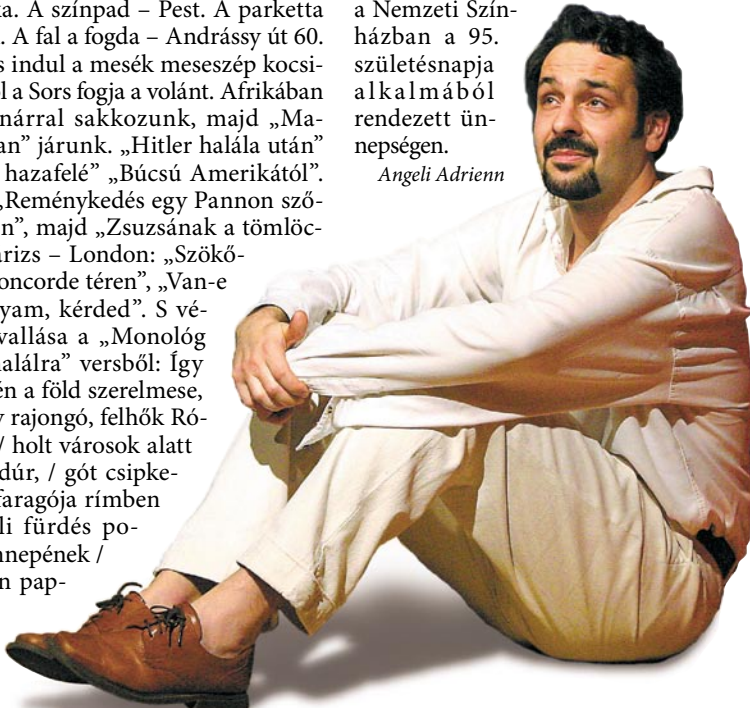 ka. A színpad – Pest. A parketta
. A fal a fogda – Andrássy út 60.
s indul a mesék meseszép kocsi-
l a Sors fogja a volánt. Afrikában
nárral sakkozunk, majd „Ma-
an” járunk. „Hitler halála után”
hazafelé” „Búcsú Amerikától”.
„Reménykedés egy Pannon sző-
n”, majd „Zsuzsának a tömlöc-
arizs – London: „Szökő-
oncorde téren”, „Van-e
yam, kérded”. S vé-
vallása a „Monológ
halálra” versből: Így
én a föld szerelmese,
y rajongó, felhők Ró-
/ holt városok alatt
dúr, / gót csipke-
faragója rímben
li fürdés po-
nnepének /
n pap-
a Nemzeti Szín-
házban a 95.
születésnapja
alkalmából
rendezett ün-
nepségen.
Angeli Adrienn